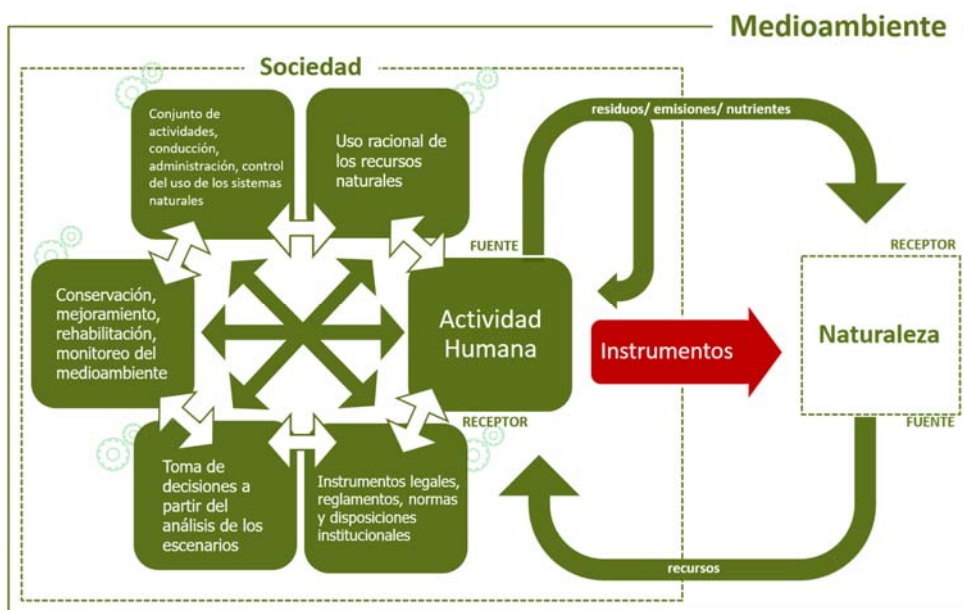 Medioambiente
Sociedad
Conjunto de
actividades,
conducción,
administración, control
del uso de los sistemas
naturales
Uso racional
de los
recursos
naturales
residuos/ emisiones/ nutrientes
FUENTE
RECEPTOR
Conservación,
mejoramiento,
rehabilitación,
monitoreo del
medioambiente
Actividad
Humana
Instrumentos
Naturaleza
RECEPTOR
FUENTE
Toma de
decisiones a
partir del
análisis de los
escenarios
Instrumentos legales,
reglamentos, normas
y disposiciones
institucionales
recursos